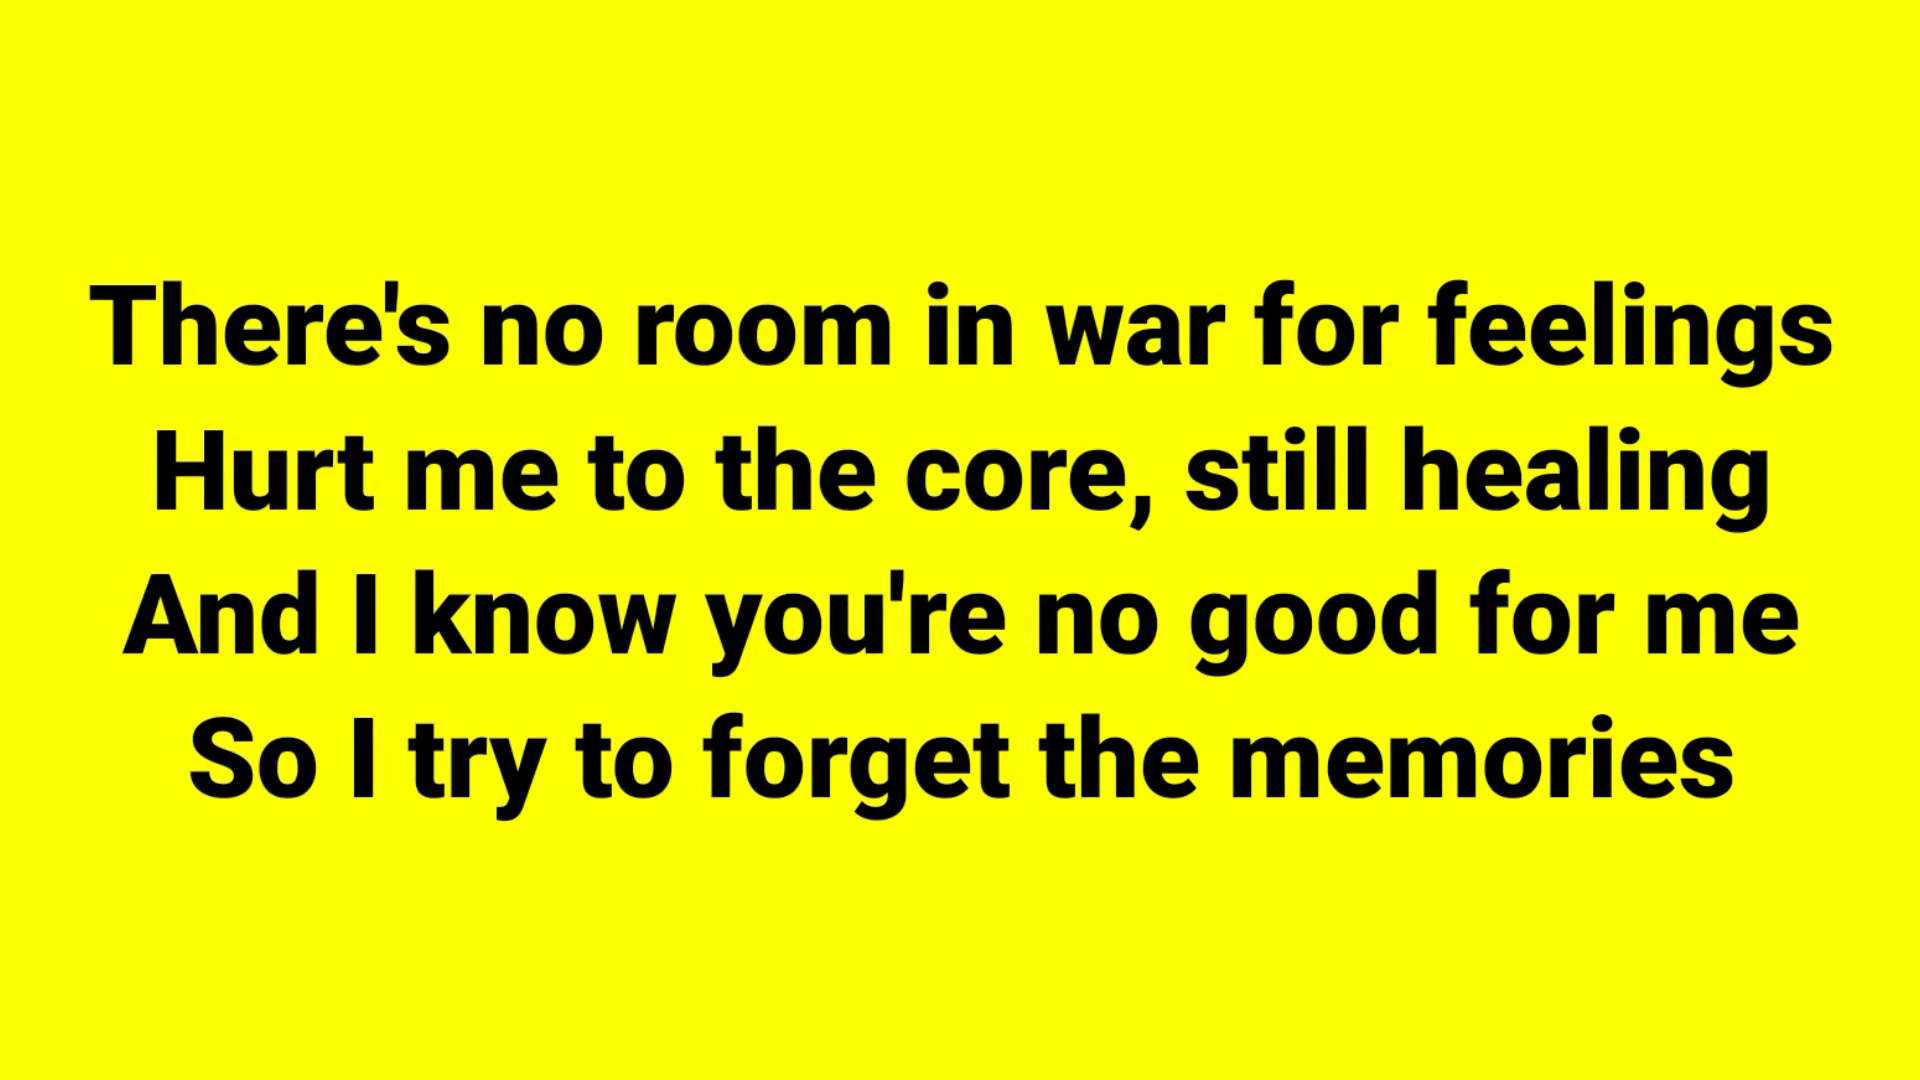 There's no room in war for feelings
Hurt me to the core, still healing
And I know you're no good for me
So I try to forget the memories